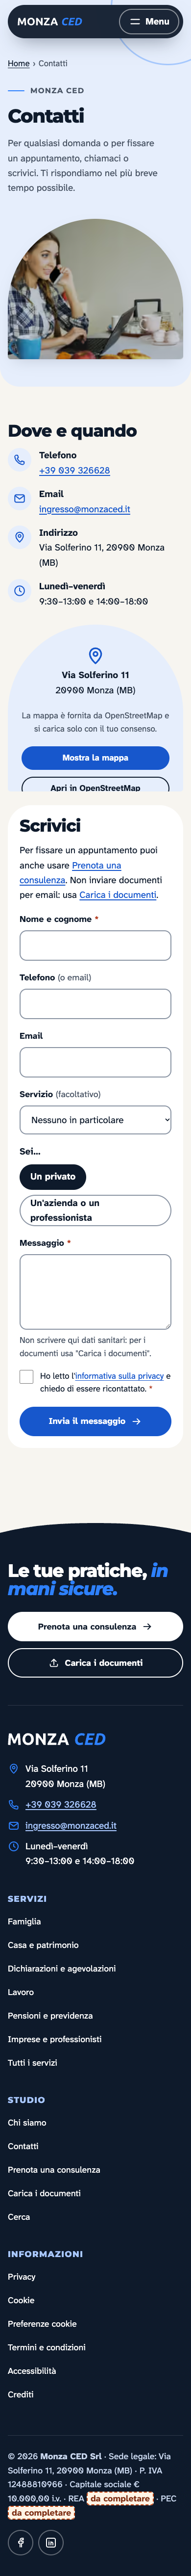 MONZA CED
Menu
Home › Contatti
MONZA CED
Contatti
Per qualsiasi domanda o per fissare
un appuntamento, chiamaci o
scrivici. Ti rispondiamo nel più breve
tempo possibile.
Dove e quando
Telefono
+39 039 326628
Email
ingresso@monzaced.it
Indirizzo
Via Solferino 11, 20900 Monza
(MB)
Lunedì–venerdì
9:30–13:00 e 14:00–18:00
Via Solferino 11
20900 Monza (MB)
La mappa è fornita da OpenStreetMap e
si carica solo con il tuo consenso.
Mostra la mappa
Apri in OpenStreetMap
Scrivici
Per fissare un appuntamento puoi
anche usare Prenota una
consulenza. Non inviare documenti
per email: usa Carica i documenti.
Nome e cognome *
Telefono (o email)
Email
Servizio (facoltativo)
Nessuno in particolare
Sei…
Un privato
Un'azienda o un
professionista
Messaggio *
Non scrivere qui dati sanitari: per i
documenti usa "Carica i documenti".
Ho letto l'informativa sulla privacy e
chiedo di essere ricontattato. *
Invia il messaggio
Le tue pratiche, in
mani sicure.
Prenota una consulenza
Carica i documenti
MONZA CED
Via Solferino 11
20900 Monza (MB)
+39 039 326628
ingresso@monzaced.it
Lunedì–venerdì
9:30–13:00 e 14:00–18:00
SERVIZI
Famiglia
Casa e patrimonio
Dichiarazioni e agevolazioni
Lavoro
Pensioni e previdenza
Imprese e professionisti
Tutti i servizi
STUDIO
Chi siamo
Contatti
Prenota una consulenza
Carica i documenti
Cerca
INFORMAZIONI
Privacy
Cookie
Preferenze cookie
Termini e condizioni
Accessibilità
Crediti
© 2026 Monza CED Srl · Sede legale: Via
Solferino 11, 20900 Monza (MB) · P. IVA
12488810966 · Capitale sociale €
10.000,00 i.v. · REA da completare · PEC
da completare